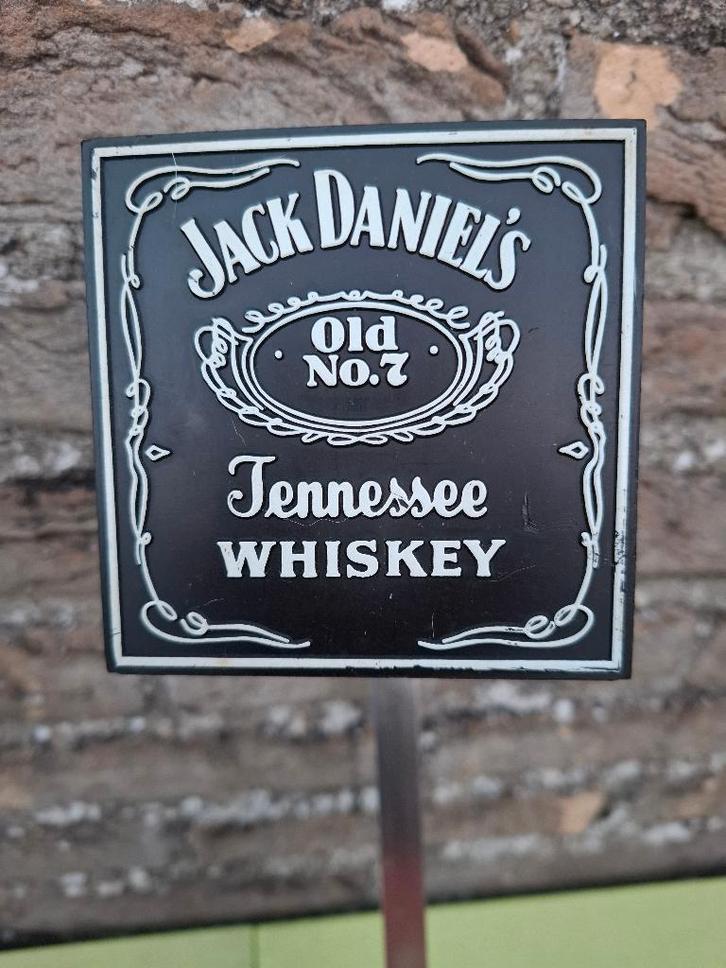 JACK DANIEL'S
Old
No.7
Tennessee
WHISKEY